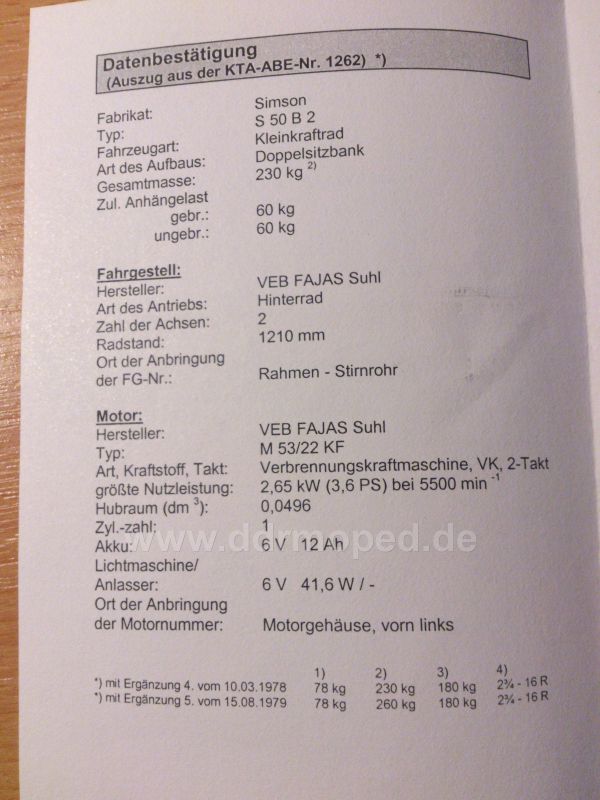 Datenbestätigung
(Auszug aus der KTA-ABE-Nr. 1262) *)
Fabrikat: Simson
Typ: S 50 B 2
Fahrzeugart: Kleinkraftrad
Art des Aufbaus: Doppelsitzbank
Gesamtmasse: 230 kg 2)
Zul. Anhängelast
gebr.: 60 kg
ungebr.: 60 kg
Fahrgestell:
Hersteller: VEB FAJAS Suhl
Art des Antriebs: Hinterrad
Zahl der Achsen: 2
Radstand: 1210 mm
Ort der Anbringung
der FG-Nr.: Rahmen - Stirnrohr
Motor:
Hersteller: VEB FAJAS Suhl
Typ: M 53/22 KF
Art, Kraftstoff, Takt: Verbrennungskraftmaschine, VK, 2-Takt
größte Nutzleistung: 2,65 kW (3,6 PS) bei 5500 min -1
Hubraum (dm 3): 0,0496
Zyl.-zahl: 1
Akku: 6 V 12 Ah
www.ddrmoped.de
Lichtmaschine/
Anlasser: 6 V 41,6 W / -
Ort der Anbringung
der Motornummer: Motorgehäuse, vorn links
1) 2) 3) 4)
*) mit Ergänzung 4. vom 10.03.1978 78 kg 230 kg 180 kg 2¾ - 16 R
*) mit Ergänzung 5. vom 15.08.1979 78 kg 260 kg 180 kg 2¾ - 16 R